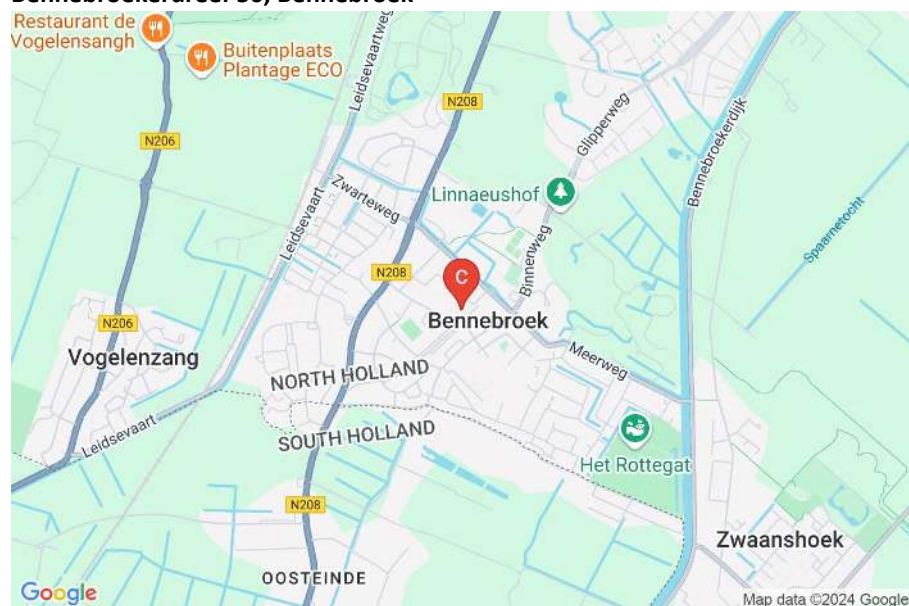 Restaurant de
Vogelensangh
Buitenplaats
Plantage ECO
Leidsevaartweg
N208
N206
Glipperweg
Bennebroekerdijk
Linnaeushof
Zwarteweg
Leidsevaart
Binnenweg
Spaarnetocht
N208
C
Bennebroek
N206
Vogelenzang
Meerweg
NORTH HOLLAND
SOUTH HOLLAND
Leidsevaart
Het Rottegat
N208
Zwaanshoek
OOSTEINDE
Google
Map data ©2024 Google